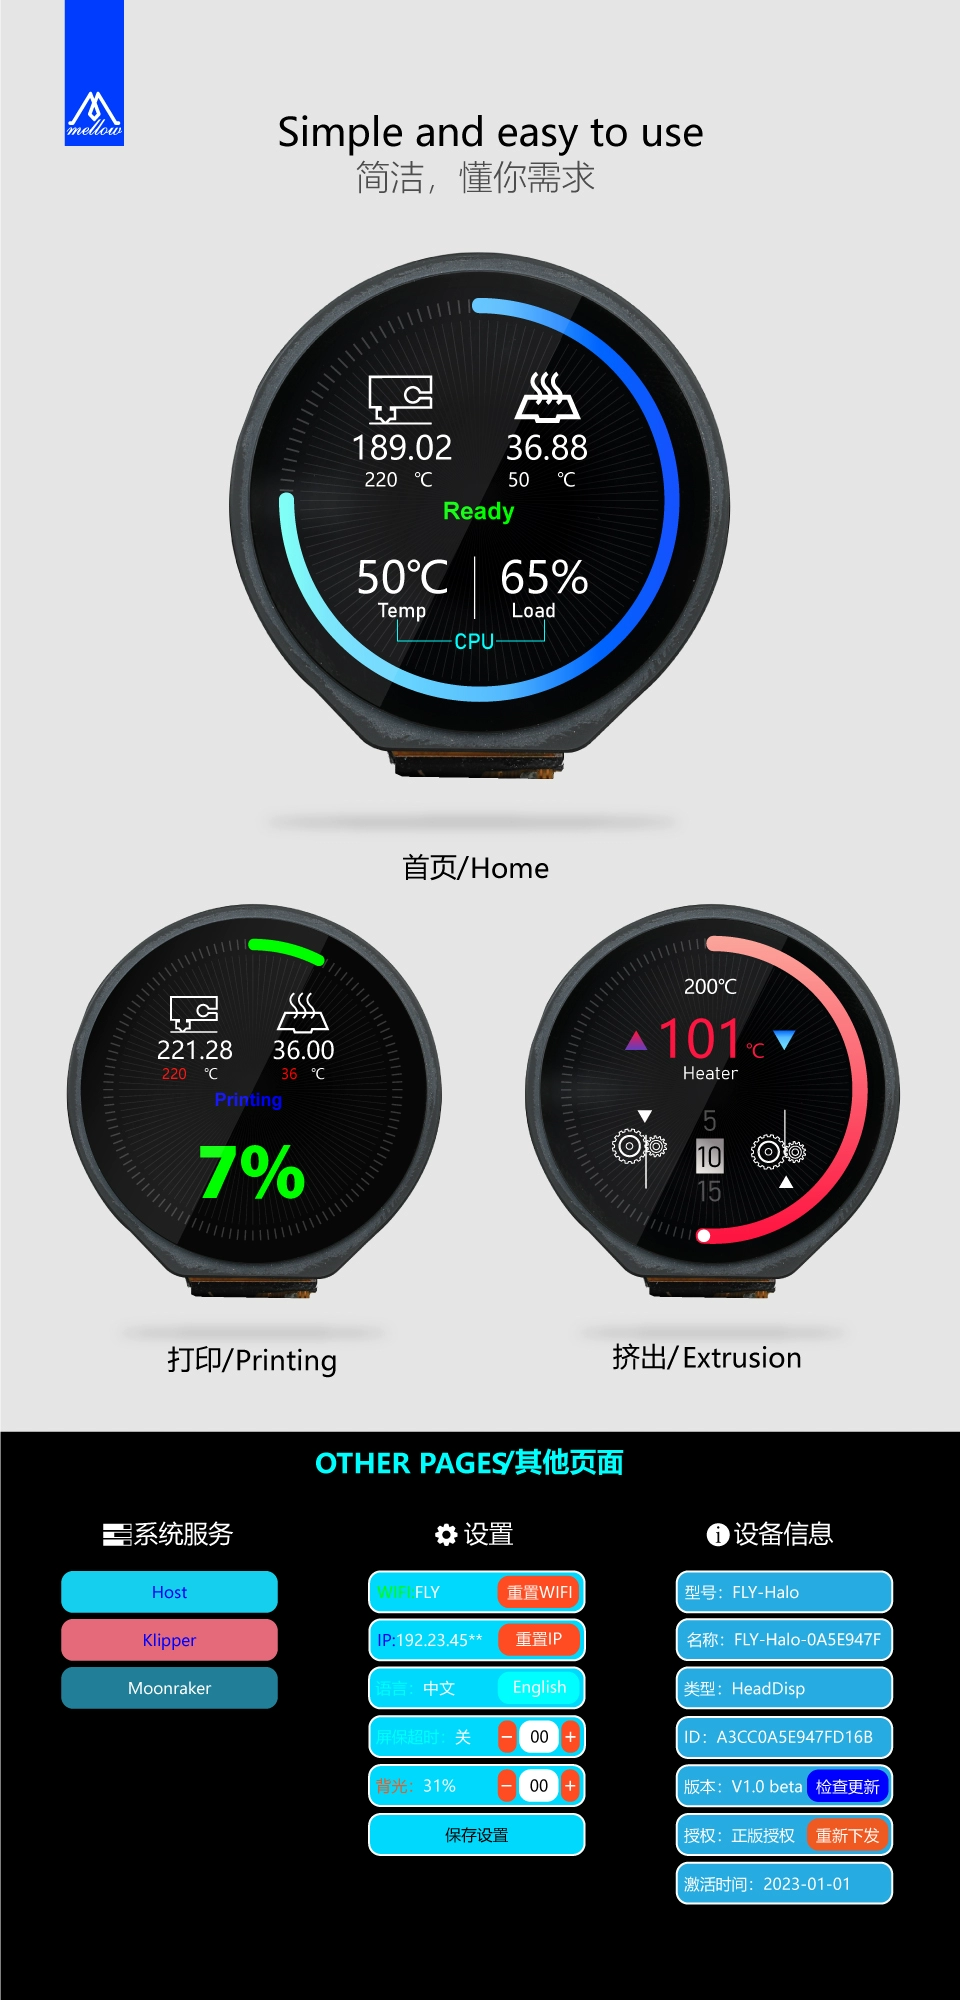 mellow
Simple and easy to use
简洁，懂你需求
189.02 36.88
220 ℃ 50 ℃
Ready
50℃ 65%
Temp Load
CPU
首页/Home
221.28 36.00
220 ℃ 36 ℃
Printing
7%
打印/Printing
200℃
101℃
Heater
5
10
15
挤出/Extrusion
OTHER PAGES/其他页面
系统服务
Host
Klipper
Moonraker
设置
WIFI:FLY 重置WIFI
IP:192.23.45** 重置IP
语言：中文 English
屏保超时：关 − 00 +
背光：31% − 00 +
保存设置
设备信息
型号：FLY-Halo
名称：FLY-Halo-0A5E947F
类型：HeadDisp
ID：A3CC0A5E947FD16B
版本：V1.0 beta 检查更新
授权：正版授权 重新下发
激活时间：2023-01-01